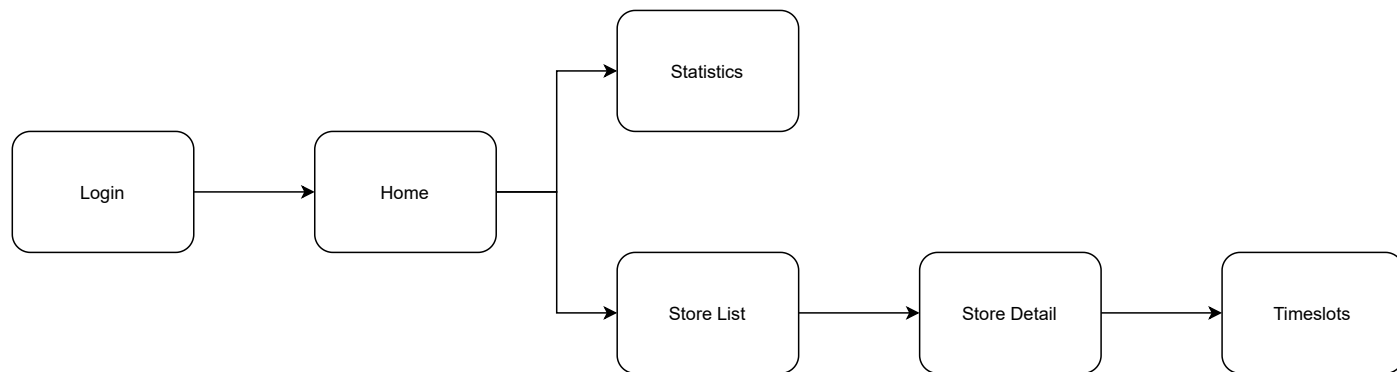 Statistics
Login
Home
Store List
Store Detail
Timeslots